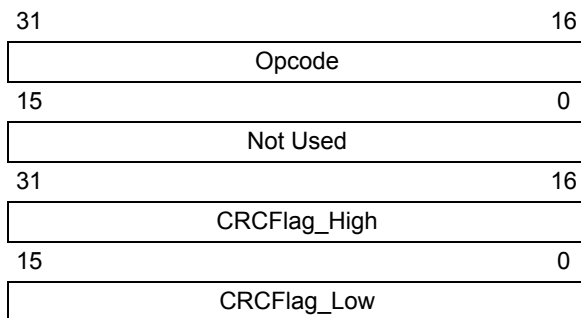 31 16
Opcode
15 0
Not Used
31 16
CRCFlag_High
15 0
CRCFlag_Low